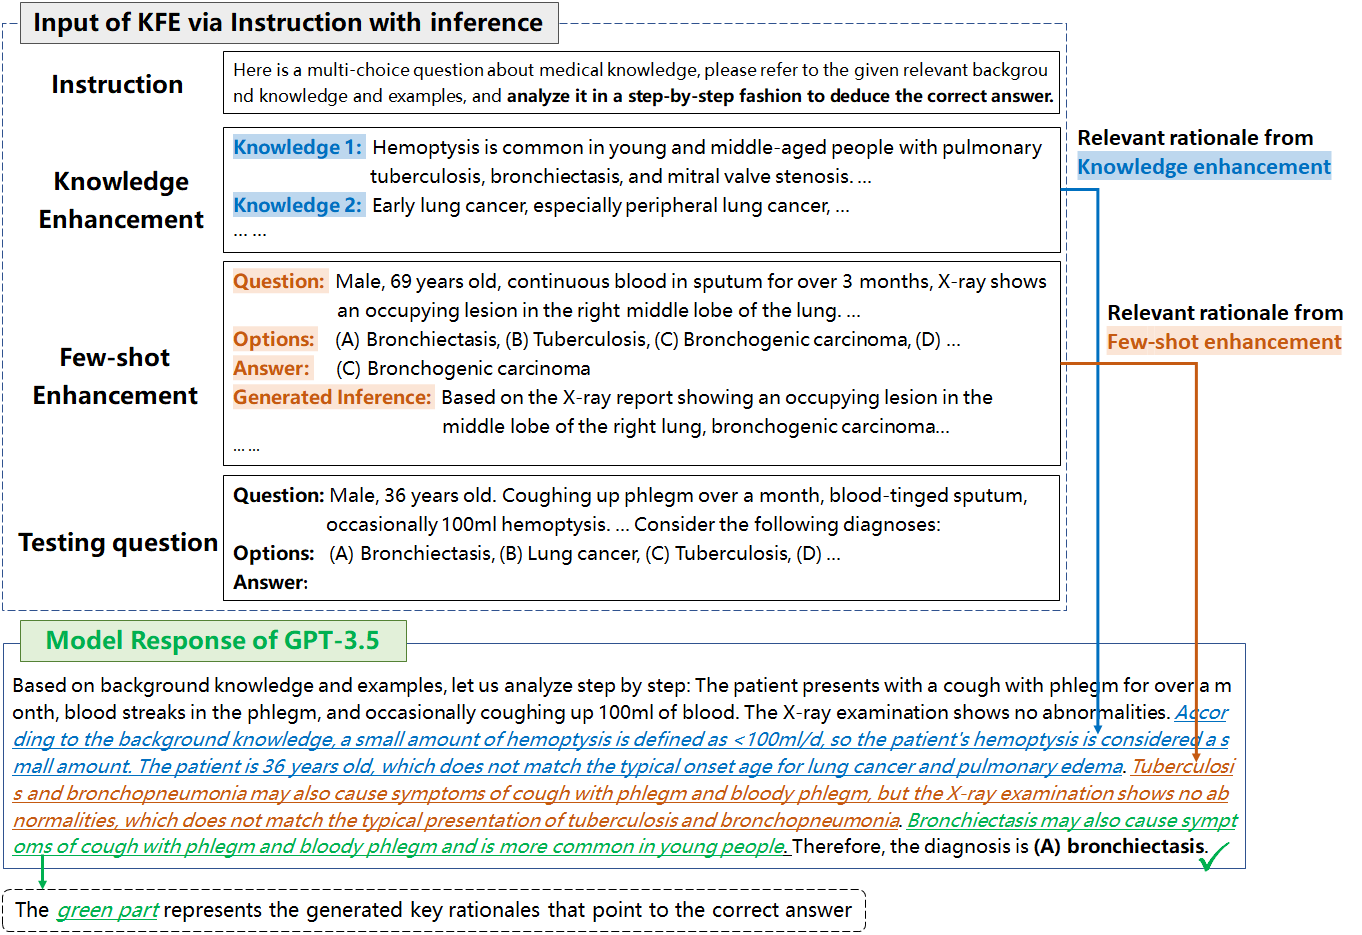 Input of KFE via Instruction with inference
Instruction
Here is a multi-choice question about medical knowledge, please refer to the given relevant backgrou
nd knowledge and examples, and analyze it in a step-by-step fashion to deduce the correct answer.
Knowledge
Enhancement
Knowledge 1: Hemoptysis is common in young and middle-aged people with pulmonary
tuberculosis, bronchiectasis, and mitral valve stenosis. ...
Knowledge 2: Early lung cancer, especially peripheral lung cancer, ...
... ...
Relevant rationale from
Knowledge enhancement
Few-shot
Enhancement
Question: Male, 69 years old, continuous blood in sputum for over 3 months, X-ray shows
an occupying lesion in the right middle lobe of the lung. ...
Options: (A) Bronchiectasis, (B) Tuberculosis, (C) Bronchogenic carcinoma, (D) ...
Answer: (C) Bronchogenic carcinoma
Generated Inference: Based on the X-ray report showing an occupying lesion in the
middle lobe of the right lung, bronchogenic carcinoma...
... ...
Relevant rationale from
Few-shot enhancement
Testing question
Question: Male, 36 years old. Coughing up phlegm over a month, blood-tinged sputum,
occasionally 100ml hemoptysis. ... Consider the following diagnoses:
Options: (A) Bronchiectasis, (B) Lung cancer, (C) Tuberculosis, (D) ...
Answer:
Model Response of GPT-3.5
Based on background knowledge and examples, let us analyze step by step: The patient presents with a cough with phlegm for over a m
onth, blood streaks in the phlegm, and occasionally coughing up 100ml of blood. The X-ray examination shows no abnormalities. Accor
ding to the background knowledge, a small amount of hemoptysis is defined as <100ml/d, so the patient's hemoptysis is considered a s
mall amount. The patient is 36 years old, which does not match the typical onset age for lung cancer and pulmonary edema. Tuberculosi
s and bronchopneumonia may also cause symptoms of cough with phlegm and bloody phlegm, but the X-ray examination shows no ab
normalities, which does not match the typical presentation of tuberculosis and bronchopneumonia. Bronchiectasis may also cause sympt
oms of cough with phlegm and bloody phlegm and is more common in young people. Therefore, the diagnosis is (A) bronchiectasis.
The green part represents the generated key rationales that point to the correct answer